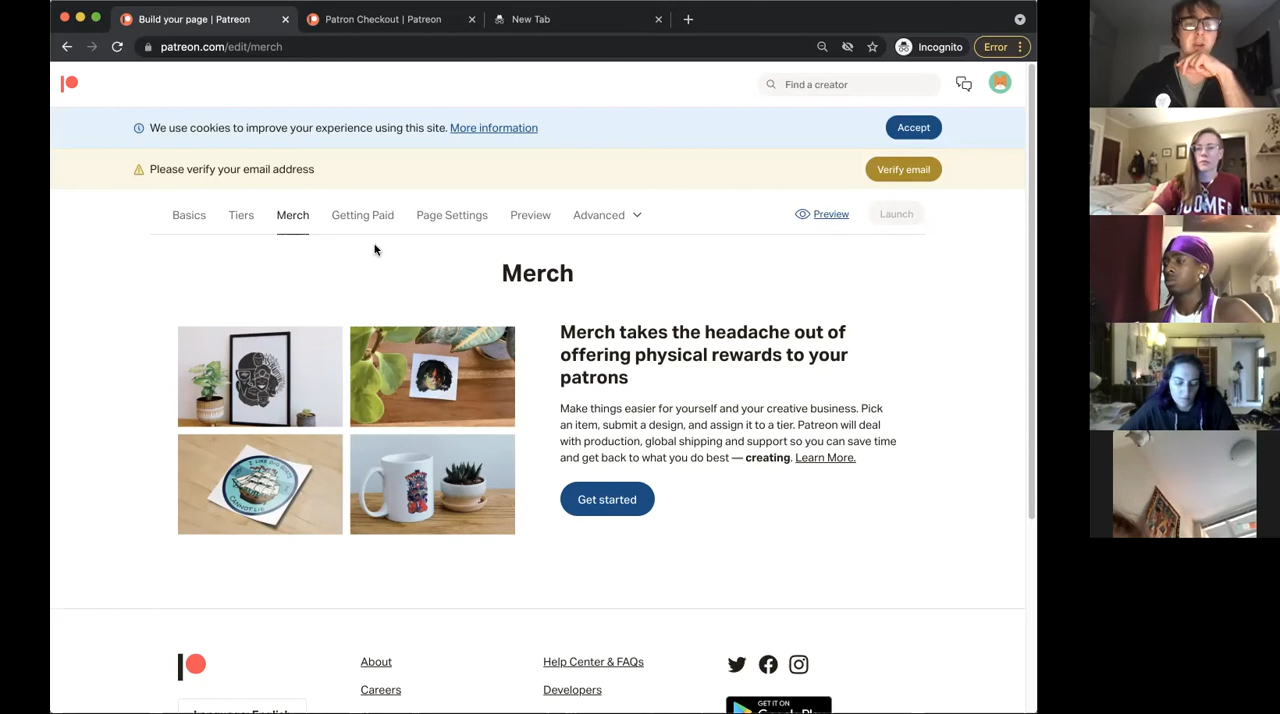 Build your page | Patreon
Patron Checkout | Patreon
New Tab
patreon.com/edit/merch
Incognito
Error
Find a creator
We use cookies to improve your experience using this site. More information
Accept
Please verify your email address
Verify email
Basics
Tiers
Merch
Getting Paid
Page Settings
Preview
Advanced
Preview
Launch
Merch
Merch takes the headache out of
offering physical rewards to your
patrons
Make things easier for yourself and your creative business. Pick
an item, submit a design, and assign it to a tier. Patreon will deal
with production, global shipping and support so you can save time
and get back to what you do best — creating. Learn More.
Get started
CANNOT LIE
About
Help Center & FAQs
Careers
Developers
GET IT ON
Google Play
Language: English